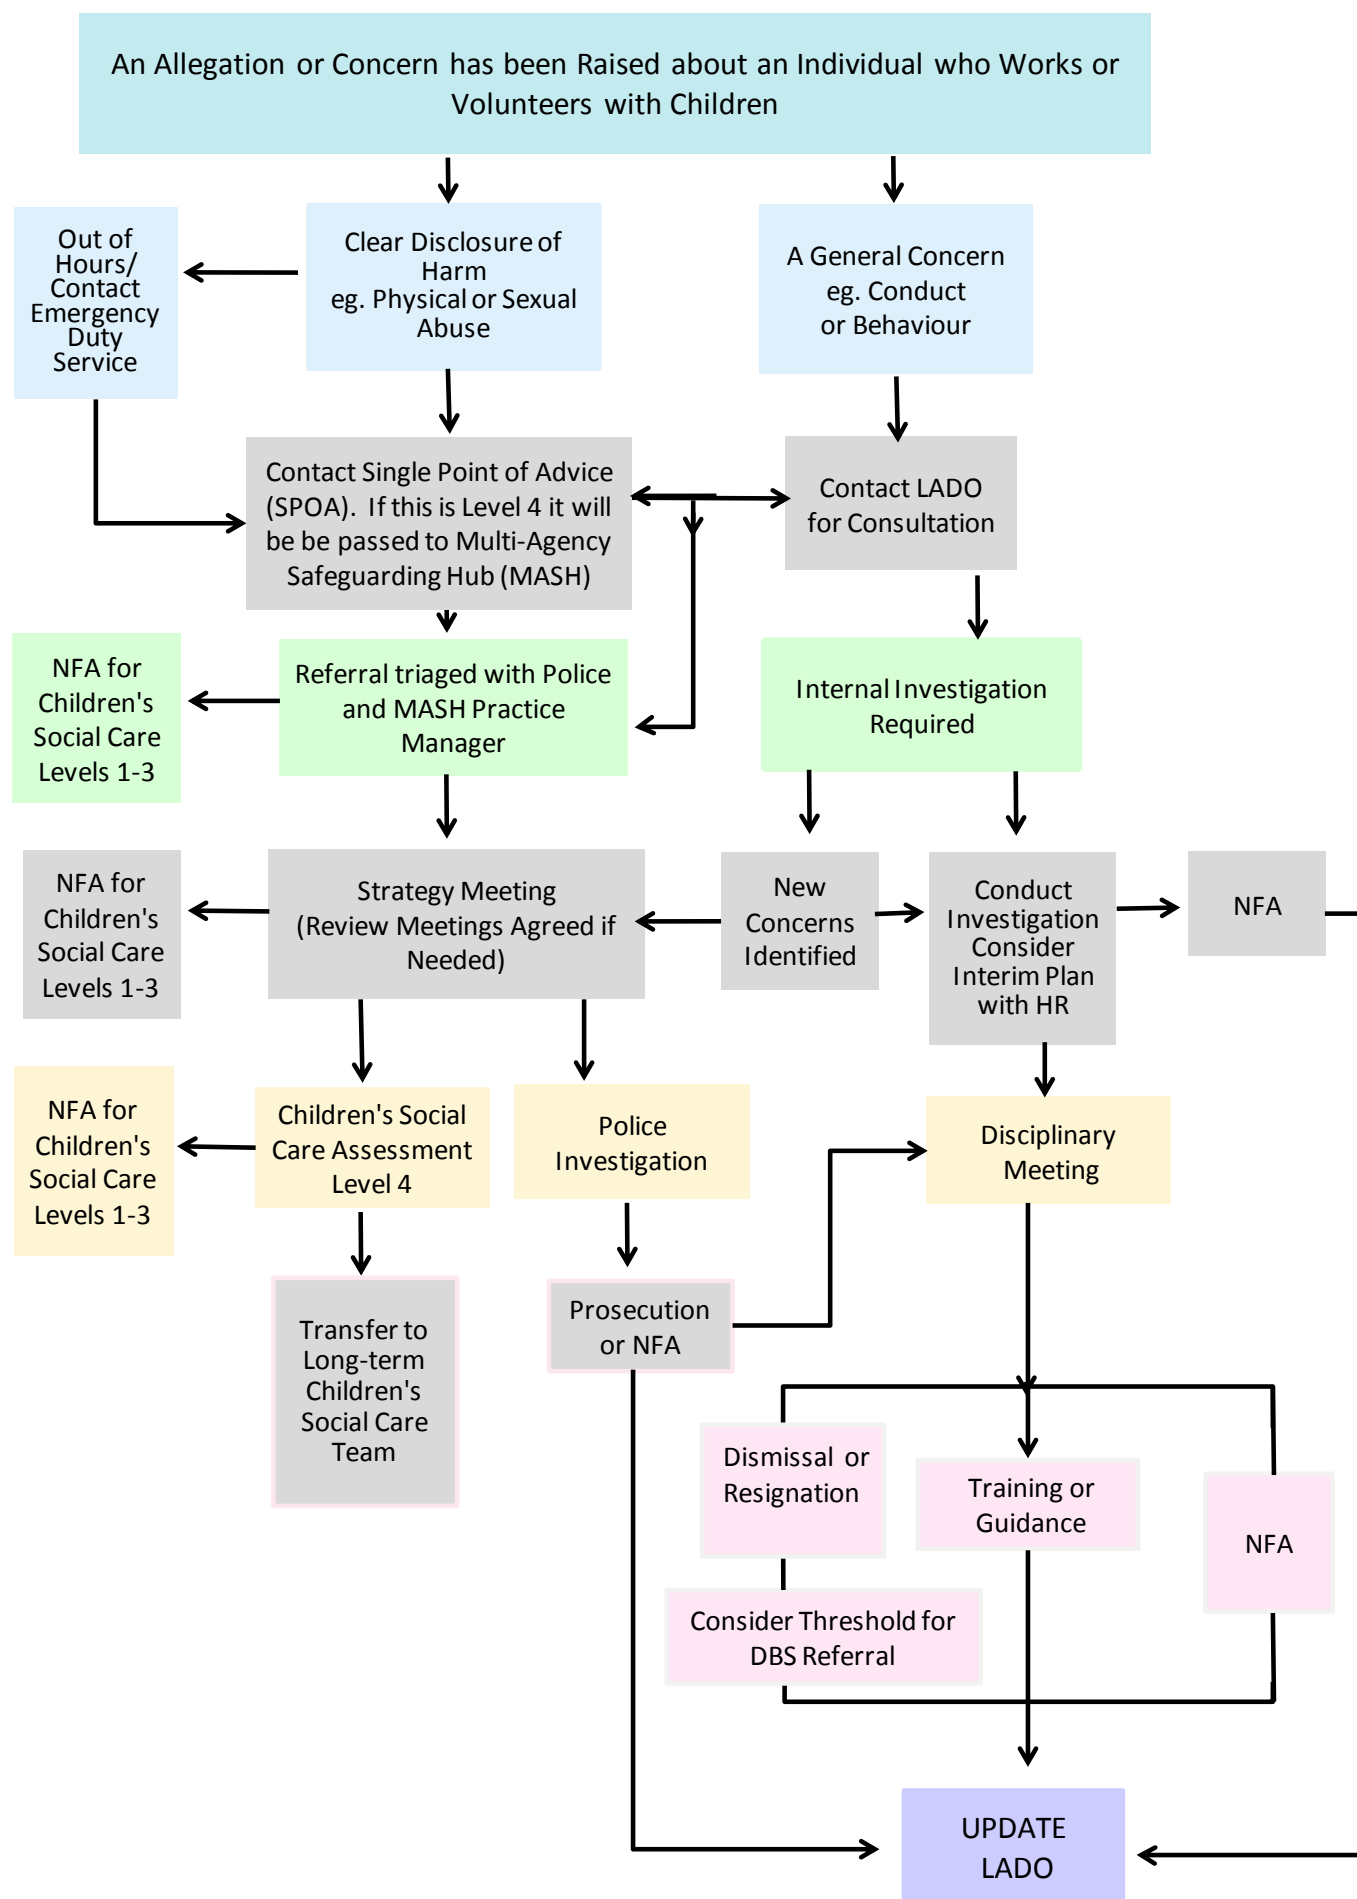 An Allegation or Concern has been Raised about an Individual who Works or
Volunteers with Children
Out of
Hours/
Contact
Emergency
Duty
Service
Clear Disclosure of
Harm
eg. Physical or Sexual
Abuse
A General Concern
eg. Conduct
or Behaviour
Contact Single Point of Advice
(SPOA). If this is Level 4 it will
be be passed to Multi-Agency
Safeguarding Hub (MASH)
Contact LADO
for Consultation
NFA for
Children's
Social Care
Levels 1-3
Referral triaged with Police
and MASH Practice
Manager
Internal Investigation
Required
NFA for
Children's
Social Care
Levels 1-3
Strategy Meeting
(Review Meetings Agreed if
Needed)
New
Concerns
Identified
Conduct
Investigation
Consider
Interim Plan
with HR
NFA
NFA for
Children's
Social Care
Levels 1-3
Children's Social
Care Assessment
Level 4
Police
Investigation
Disciplinary
Meeting
Transfer to
Long-term
Children's
Social Care
Team
Prosecution
or NFA
Dismissal or
Resignation
Training or
Guidance
NFA
Consider Threshold for
DBS Referral
UPDATE
LADO